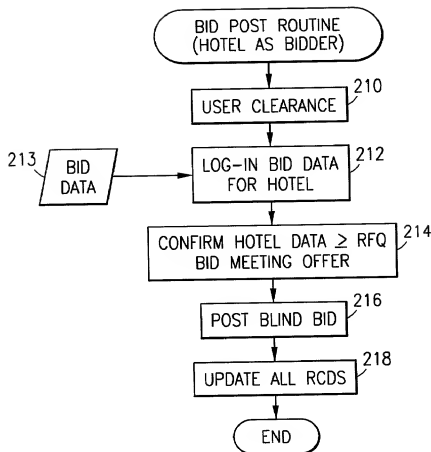 BID POST ROUTINE
(HOTEL AS BIDDER)
210
USER CLEARANCE
213
BID
DATA
212
LOG-IN BID DATA
FOR HOTEL
214
CONFIRM HOTEL DATA ≥ RFQ
BID MEETING OFFER
216
POST BLIND BID
218
UPDATE ALL RCDS
END